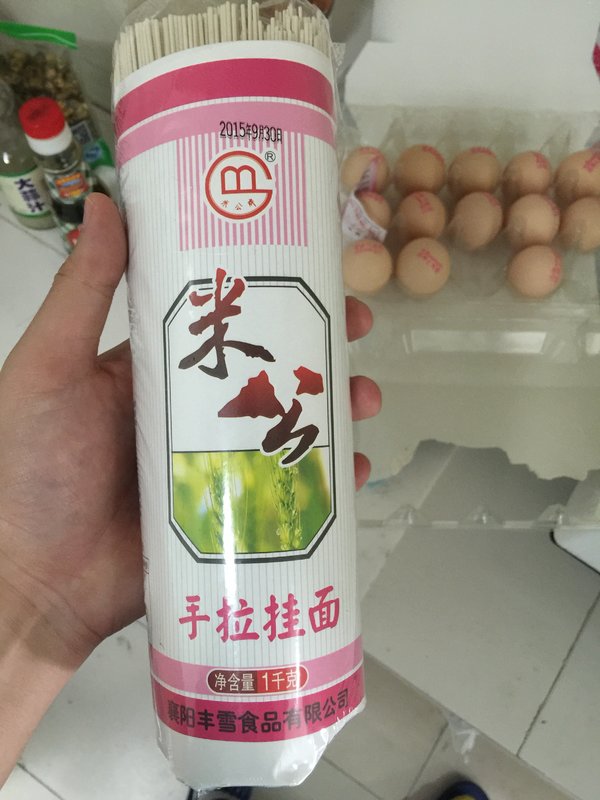 2015年9月30日
®
米公
手拉挂面
净含量 1千克
襄阳丰雪食品有限公司
大